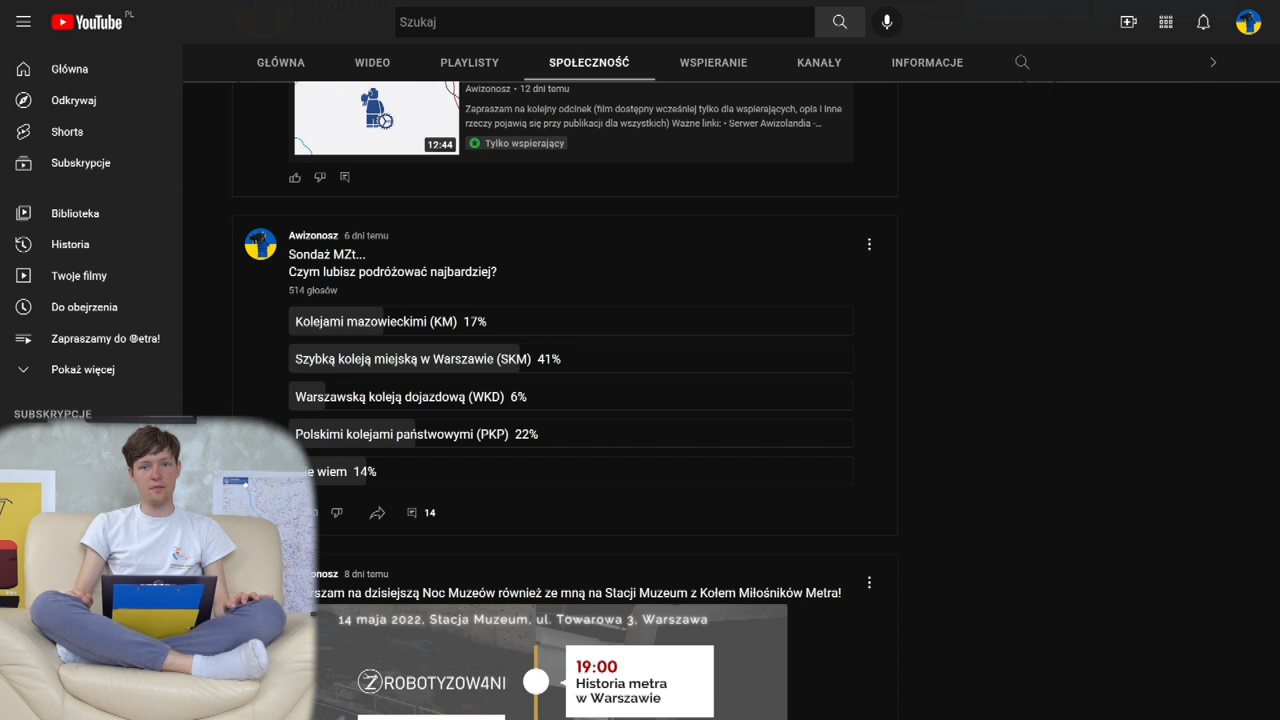 YouTube PL
Szukaj
GŁÓWNA WIDEO PLAYLISTY SPOŁECZNOŚĆ WSPIERANIE KANAŁY INFORMACJE
Główna
Odkrywaj
Shorts
Subskrypcje
Biblioteka
Historia
Twoje filmy
Do obejrzenia
Zapraszamy do @etra!
Pokaż więcej
SUBSKRYPCJE
12:44
Awizonosz • 12 dni temu
Zapraszam na kolejny odcinek (film dostępny wcześniej tylko dla wspierających, opis i Inne
rzeczy pojawią się przy publikacji dla wszystkich) Ważne linki: • Serwer Awizolandia -...
Tylko wspierający
Awizonosz 6 dni temu
Sondaż MZt...
Czym lubisz podróżować najbardziej?
514 głosów
Kolejami mazowieckimi (KM) 17%
Szybką koleją miejską w Warszawie (SKM) 41%
Warszawską koleją dojazdową (WKD) 6%
Polskimi kolejami państwowymi (PKP) 22%
wiem 14%
14
8 dni temu
na dzisiejszą Noc Muzeów również ze mną na Stacji Muzeum z Kołem Miłośników Metra!
14 maja 2022, Stacja Muzeum, ul. Towarowa 3, Warszawa
ZROBOTYZOW4NI
19:00
Historia metra
w Warszawie